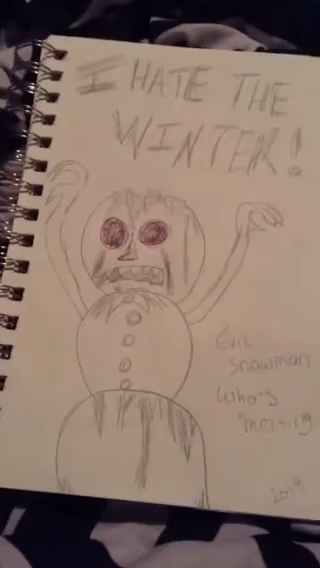 I HATE THE
WINTER!
Evil
snowman
Who's
melting.
2019